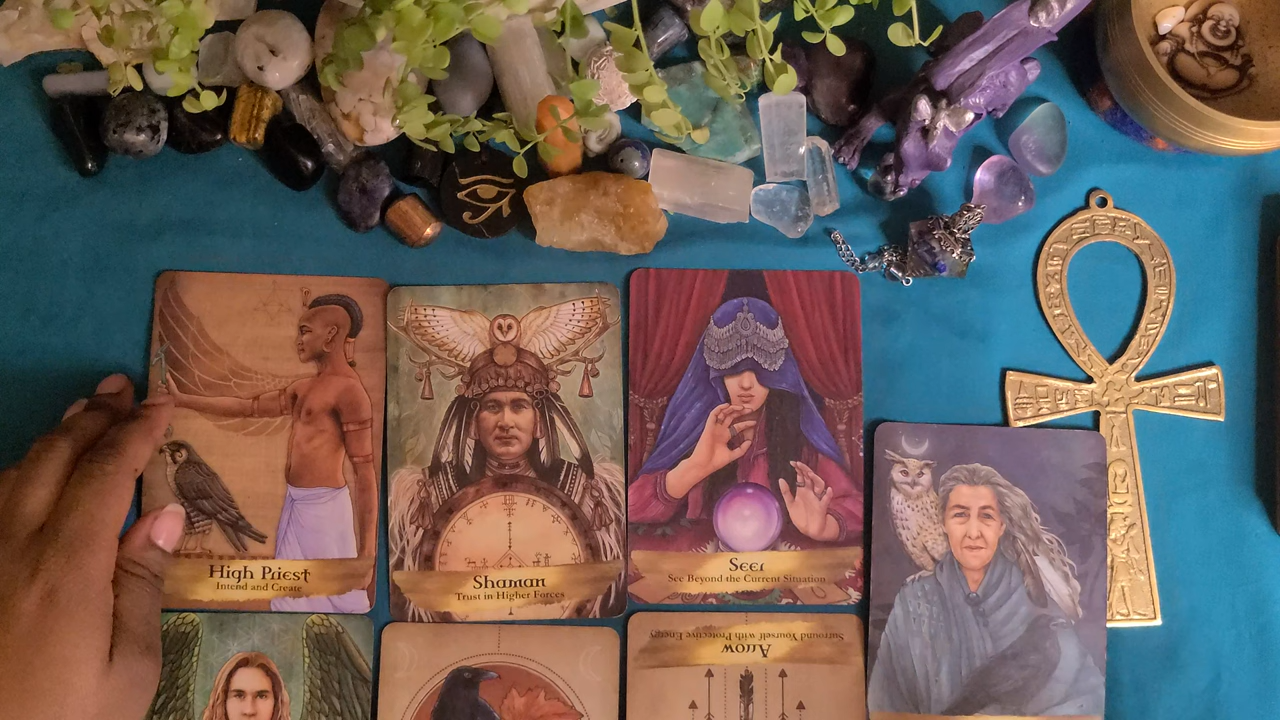 High Priest
Intend and Create
Shaman
Trust in Higher Forces
Seer
See Beyond the Current Situation
Arrow
Surround Yourself with Protective Energy